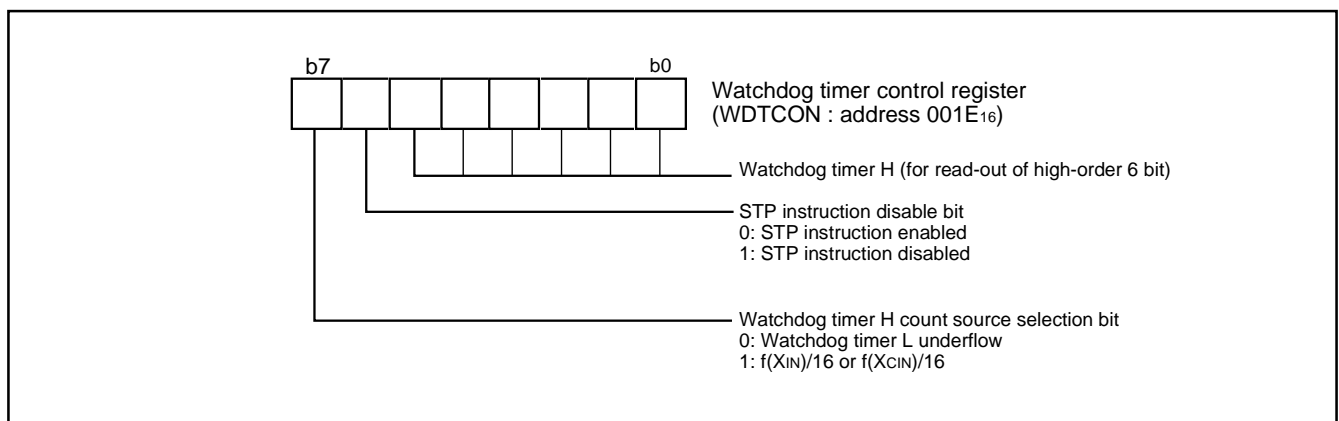 b7 b0
Watchdog timer control register
(WDTCON : address 001E16)
Watchdog timer H (for read-out of high-order 6 bit)
STP instruction disable bit
0: STP instruction enabled
1: STP instruction disabled
Watchdog timer H count source selection bit
0: Watchdog timer L underflow
1: f(XIN)/16 or f(XCIN)/16